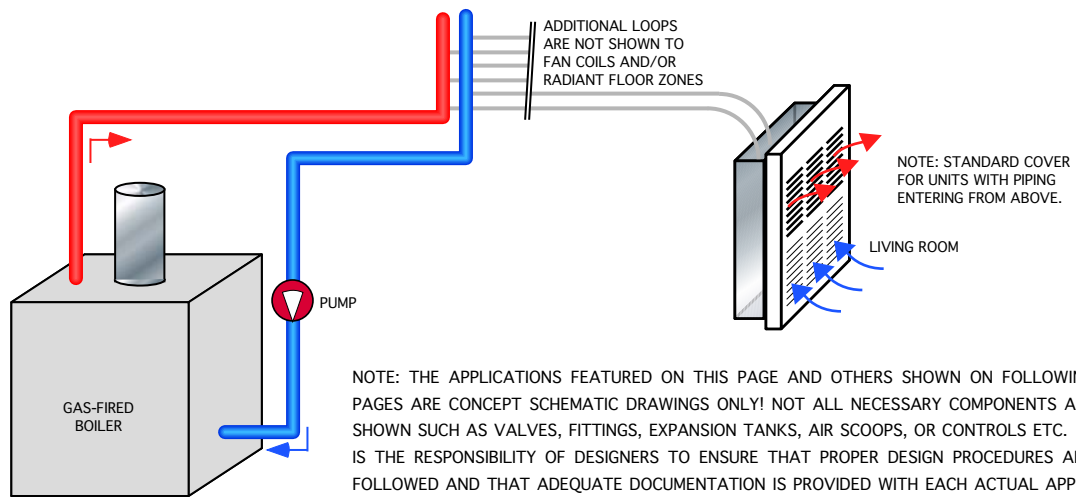 ADDITIONAL LOOPS
ARE NOT SHOWN TO
FAN COILS AND/OR
RADIANT FLOOR ZONES
NOTE: STANDARD COVER
FOR UNITS WITH PIPING
ENTERING FROM ABOVE.
LIVING ROOM
PUMP
GAS-FIRED
BOILER
NOTE: THE APPLICATIONS FEATURED ON THIS PAGE AND OTHERS SHOWN ON FOLLOWIN
PAGES ARE CONCEPT SCHEMATIC DRAWINGS ONLY! NOT ALL NECESSARY COMPONENTS A
SHOWN SUCH AS VALVES, FITTINGS, EXPANSION TANKS, AIR SCOOPS, OR CONTROLS ETC.
IS THE RESPONSIBILITY OF DESIGNERS TO ENSURE THAT PROPER DESIGN PROCEDURES A
FOLLOWED AND THAT ADEQUATE DOCUMENTATION IS PROVIDED WITH EACH ACTUAL APP